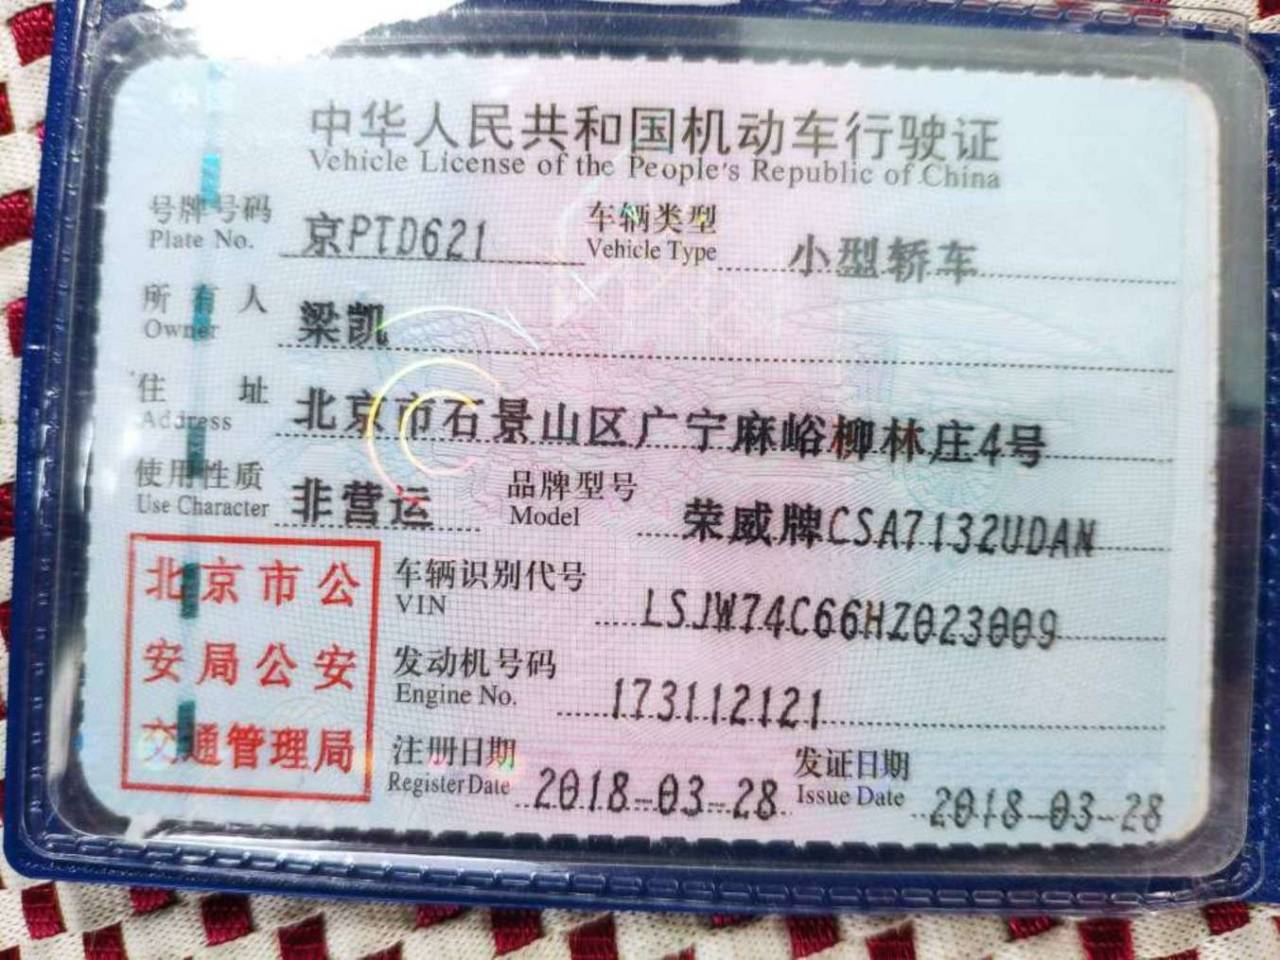 中华人民共和国机动车行驶证
Vehicle License of the People's Republic of China
号牌号码 京PTD621 车辆类型 小型轿车
Plate No. Vehicle Type
所有人 梁凯
Owner
住址 北京市石景山区广宁麻峪柳林庄4号
Address
使用性质 非营运 品牌型号 荣威牌CSA7132UDAN
Use Character Model
北京市公
安局公安
交通管理局
车辆识别代号 LSJW74C66HZ023009
VIN
发动机号码 173112121
Engine No.
注册日期 2018-03-28 发证日期 2018-03-28
Register Date Issue Date